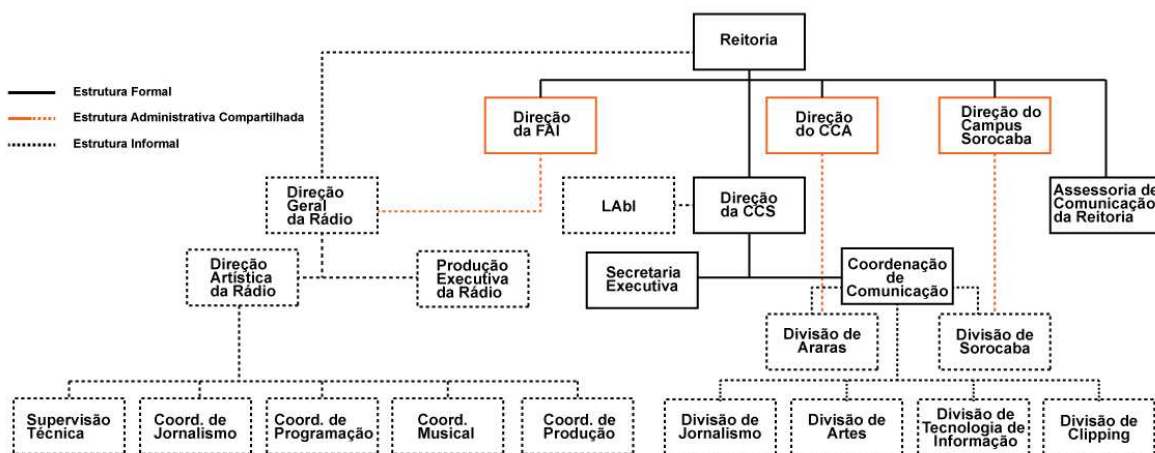 Reitoria
Estrutura Formal
Estrutura Administrativa Compartilhada
Estrutura Informal
Direção
da FAI
Direção
do CCA
Direção do
Campus
Sorocaba
Direção
Geral
da Rádio
LAbI
Direção
da CCS
Assessoria de
Comunicação
da Reitoria
Direção
Artística
da Rádio
Produção
Executiva
da Rádio
Secretaria
Executiva
Coordenação
de
Comunicação
Divisão de
Araras
Divisão de
Sorocaba
Supervisão
Técnica
Coord. de
Jornalismo
Coord. de
Programação
Coord.
Musical
Coord. de
Produção
Divisão de
Jornalismo
Divisão de
Artes
Divisão de
Tecnologia
de Informação
Divisão de
Clipping